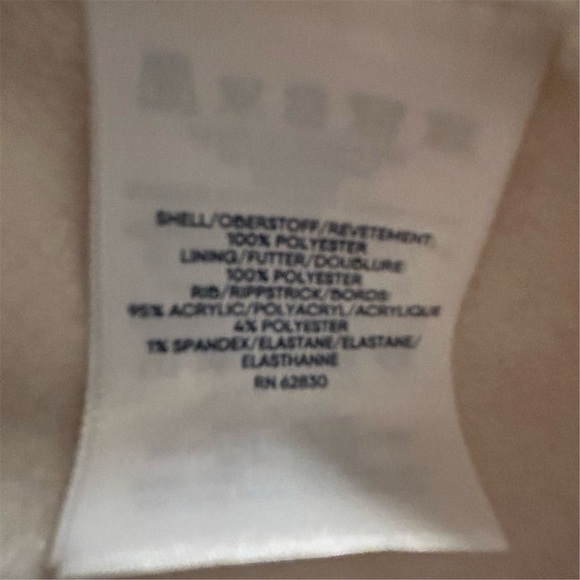 SHELL/OBERSTOFF/REVETEMENT:
100% POLYESTER
LINING/FUTTER/DOUBLURE:
100% POLYESTER
RIB/RIPPSTRICK/BORDS:
95% ACRYLIC/POLYACRYL/ACRYLIQUE
4% POLYESTER
1% SPANDEX/ELASTANE/ELASTANE/
ELASTHANNE
RN 62830